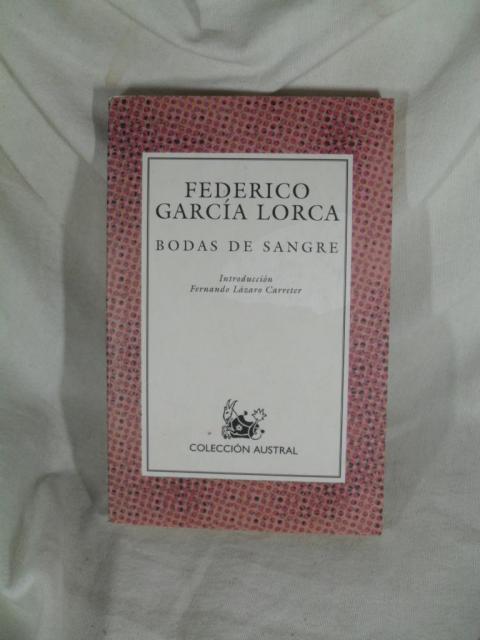 FEDERICO
GARCÍA LORCA
BODAS DE SANGRE
Introducción
Fernando Lázaro Carreter
COLECCIÓN AUSTRAL